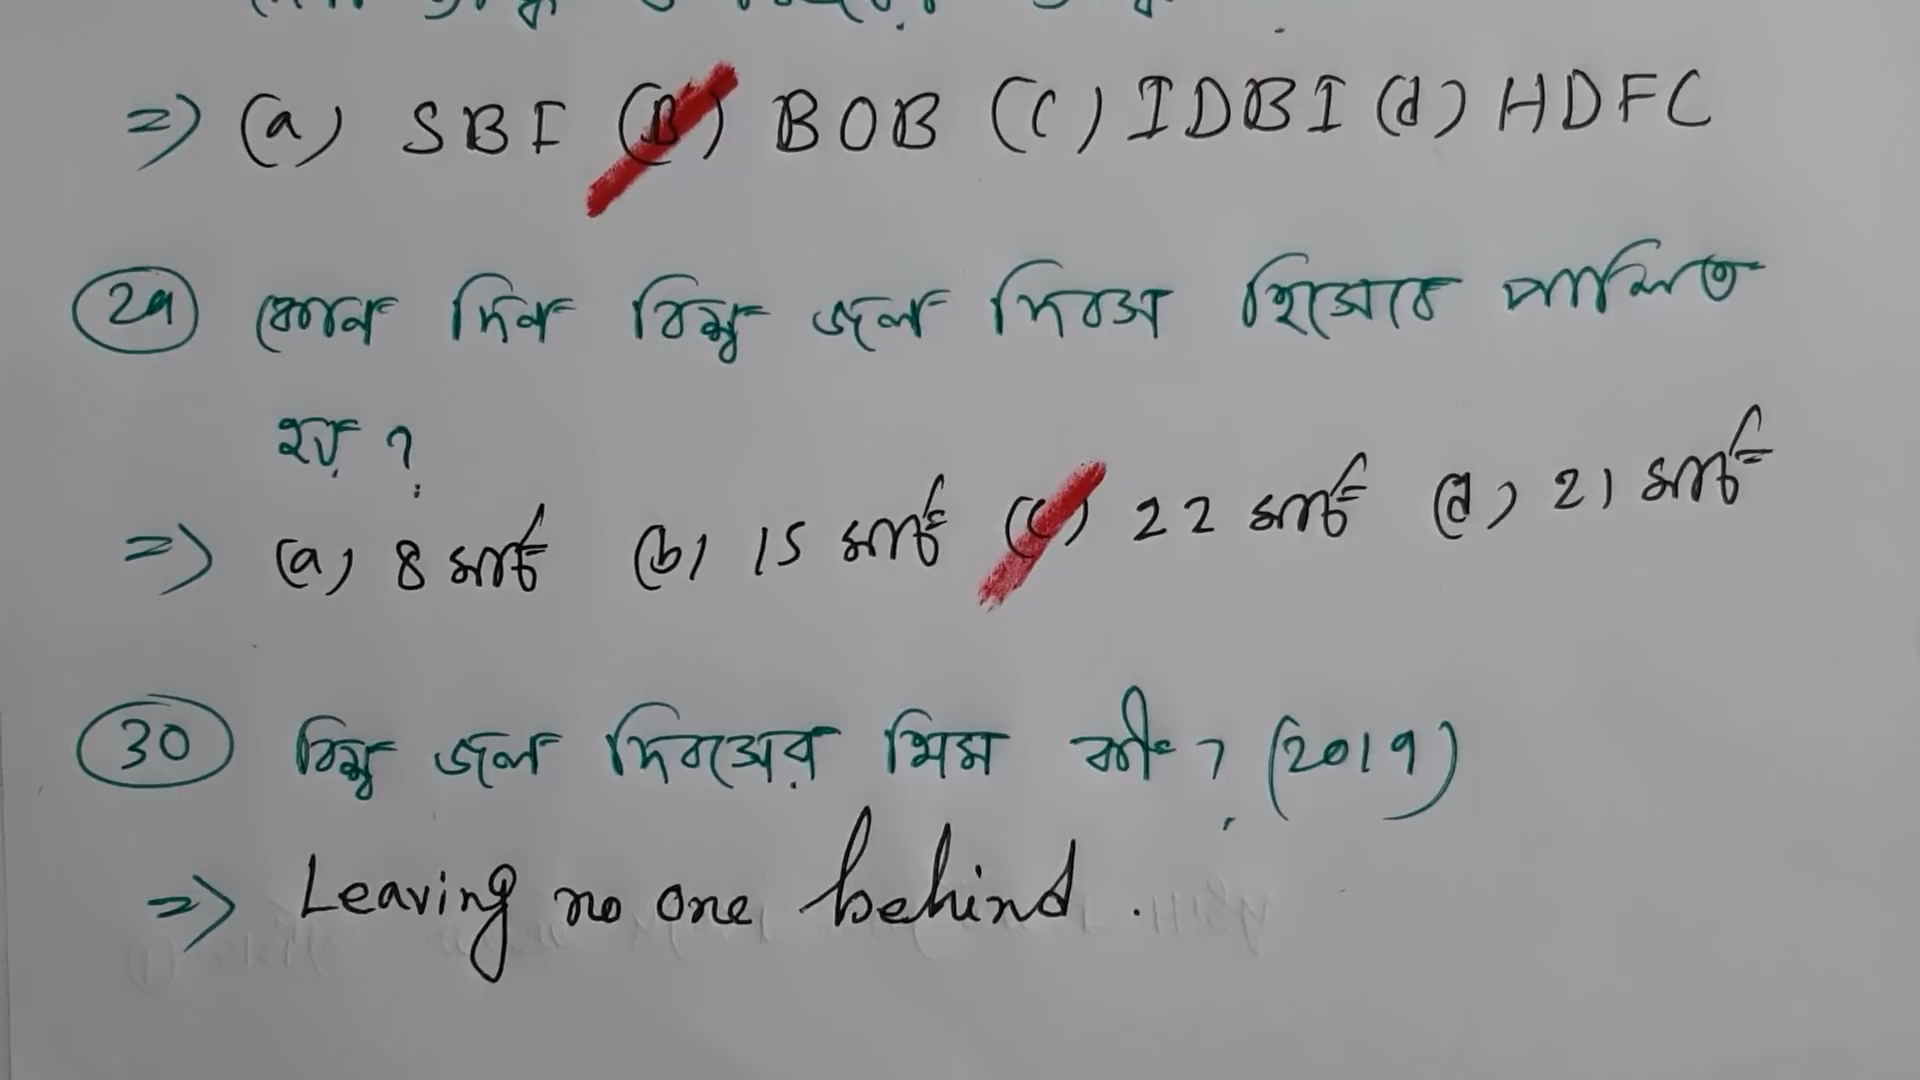 => (a) SBI (B) BOB (C) IDBI (d) HDFC
29 কোন দিন বিশ্ব জল দিবস হিসেবে পালিত
হয় ?
=> (a) 8 মার্চ (b) 15 মার্চ (c) 22 মার্চ (d) 21 মার্চ
30 বিশ্ব জল দিবসের থিম কী ? (2019)
=> Leaving no one behind .